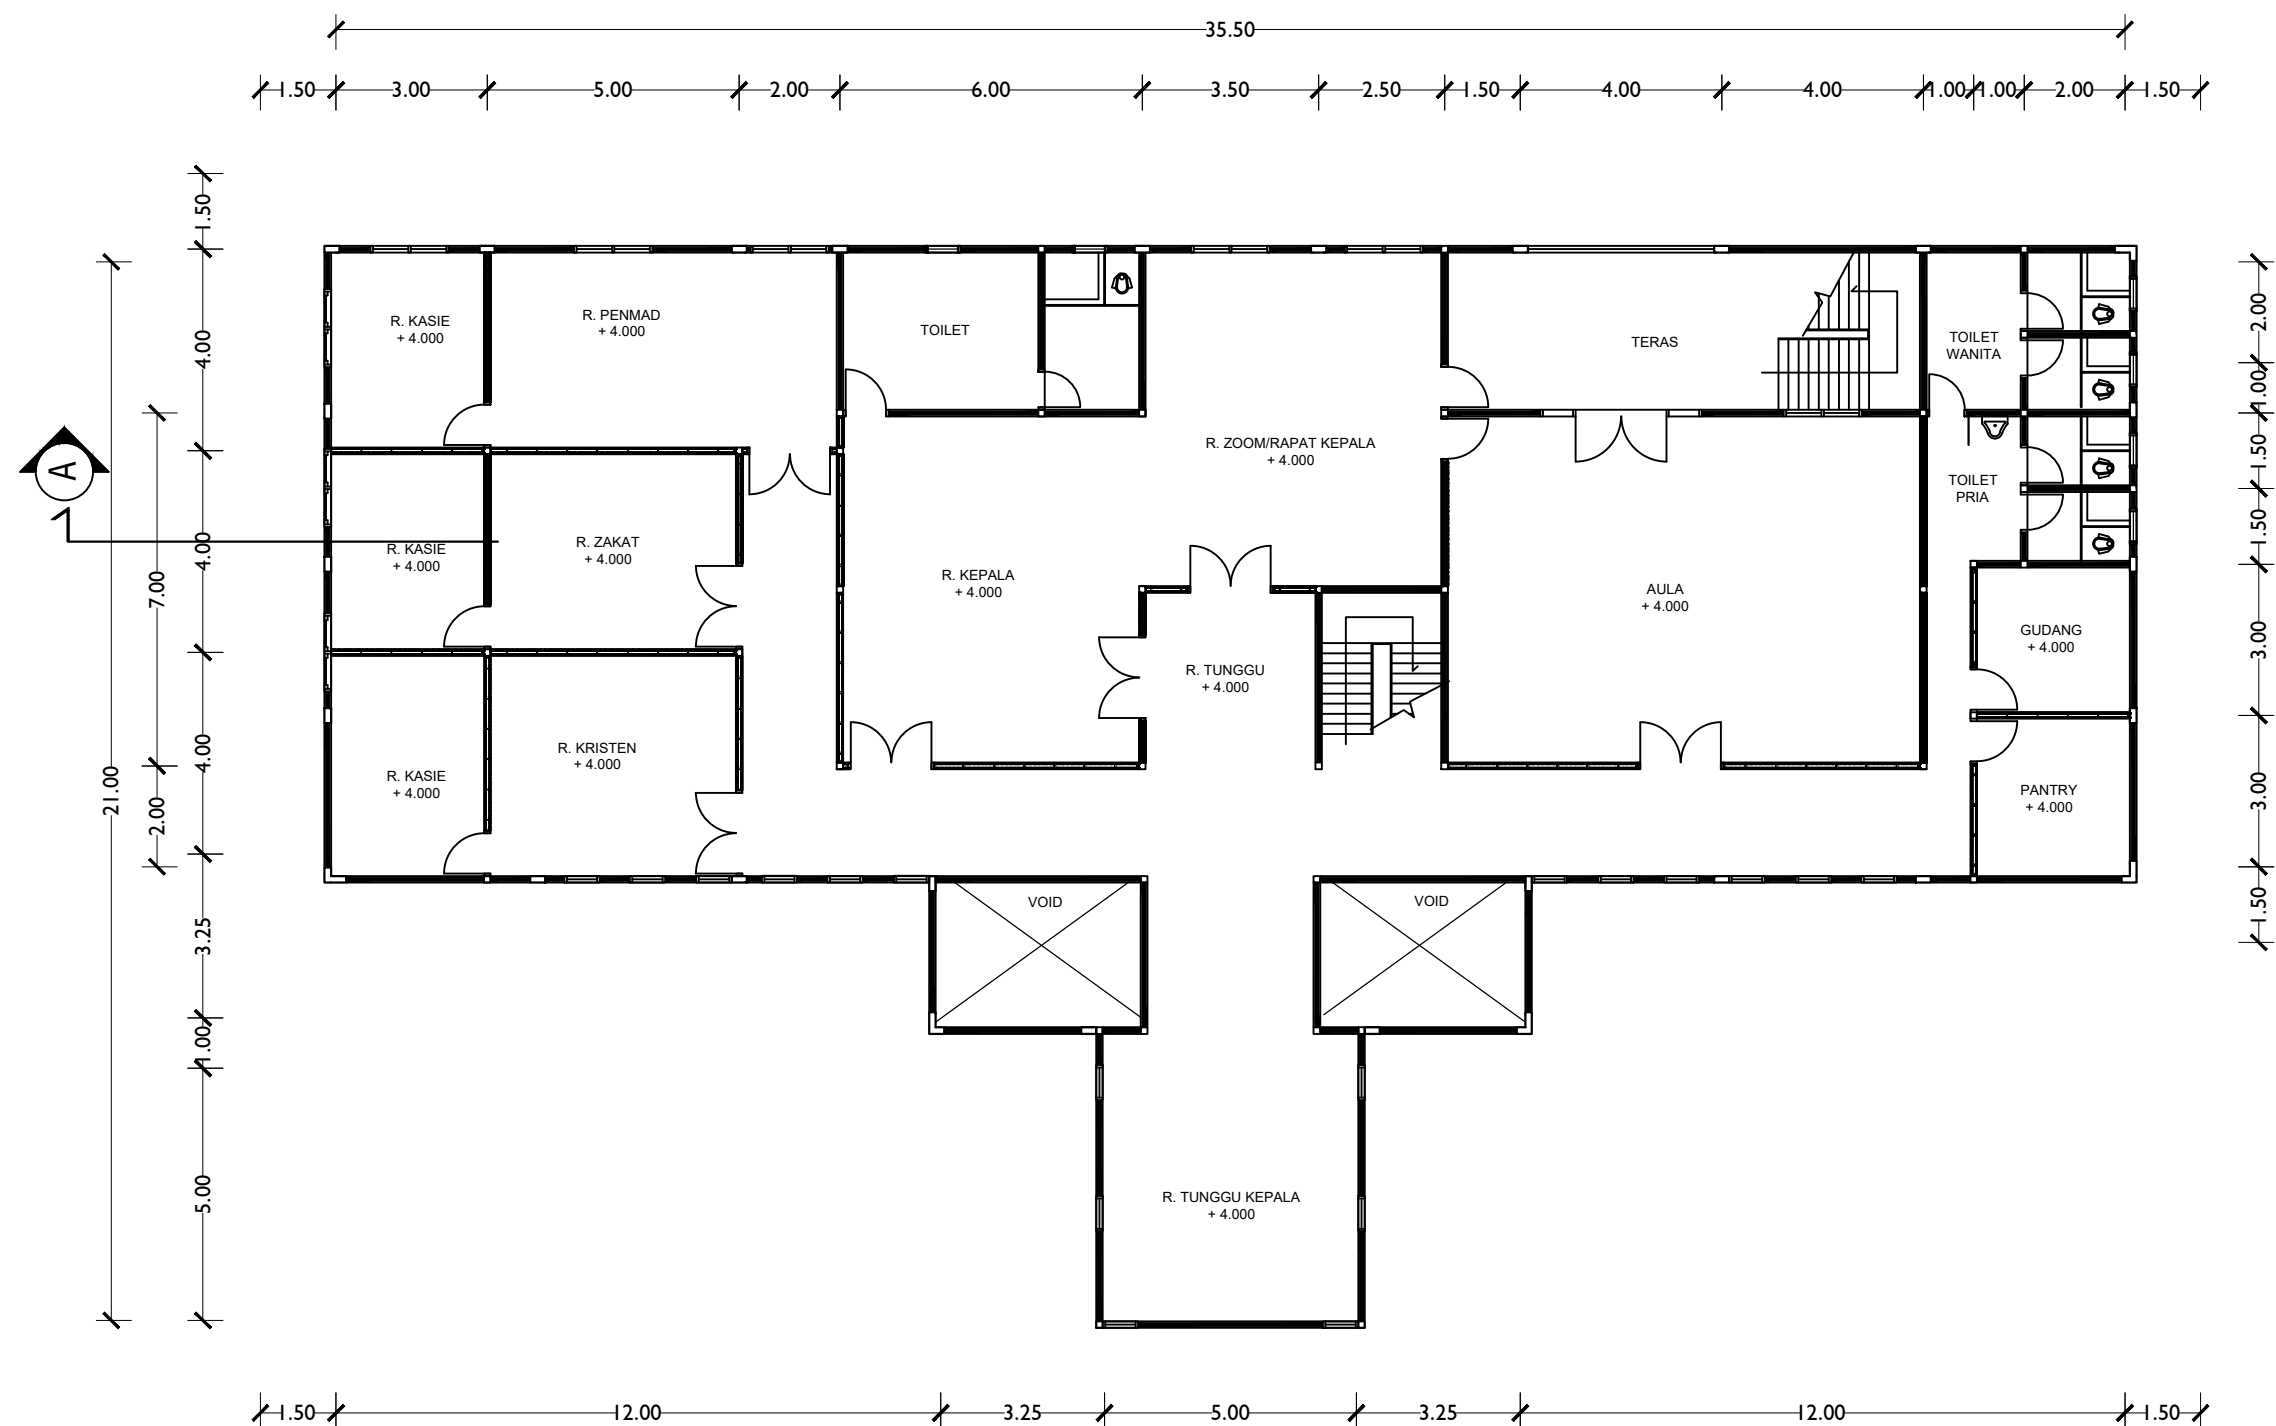 35.50
1.50 3.00 5.00 2.00 6.00 3.50 2.50 1.50 4.00 4.00 1.00 1.00 2.00 1.50
1.50
4.00
4.00
4.00
3.25
1.00
5.00
7.00
2.00
21.00
A
R. KASIE
+ 4.000
R. PENMAD
+ 4.000
TOILET
TERAS
TOILET
WANITA
R. ZOOM/RAPAT KEPALA
+ 4.000
TOILET
PRIA
R. KASIE
+ 4.000
R. ZAKAT
+ 4.000
R. KEPALA
+ 4.000
AULA
+ 4.000
GUDANG
+ 4.000
R. TUNGGU
+ 4.000
R. KASIE
+ 4.000
R. KRISTEN
+ 4.000
PANTRY
+ 4.000
VOID
VOID
R. TUNGGU KEPALA
+ 4.000
2.00
1.00
1.50
1.50
3.00
3.00
1.50
1.50 12.00 3.25 5.00 3.25 12.00 1.50